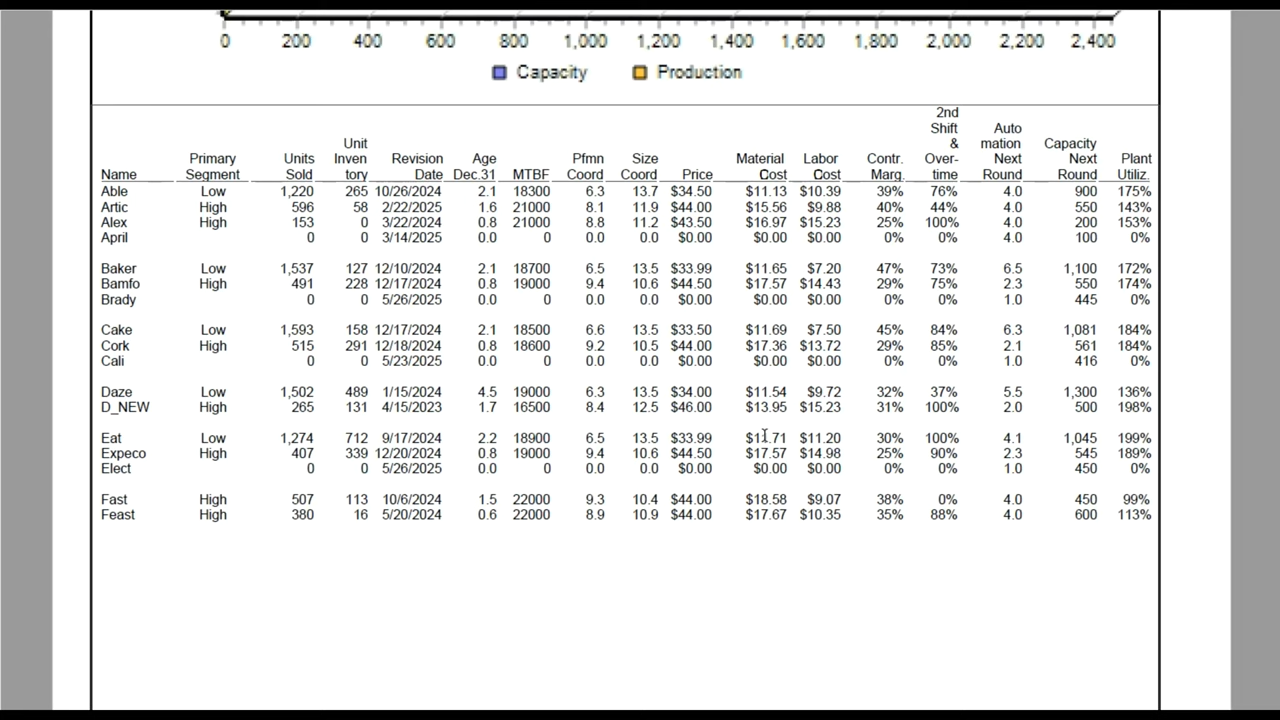 0 200 400 600 800 1,000 1,200 1,400 1,600 1,800 2,000 2,200 2,400
Capacity Production
2nd
Shift Auto
Unit & mation Capacity
Primary Units Inven Revision Age Pfmn Size Material Labor Contr. Over- Next Next Plant
Name Segment Sold tory Date Dec.31 MTBF Coord Coord Price Cost Cost Marg. time Round Round Utiliz.
Able Low 1,220 265 10/26/2024 2.1 18300 6.3 13.7 $34.50 $11.13 $10.39 39% 76% 4.0 900 175%
Artic High 596 58 2/22/2025 1.6 21000 8.1 11.9 $44.00 $15.56 $9.88 40% 44% 4.0 550 143%
Alex High 153 0 3/22/2024 0.8 21000 8.8 11.2 $43.50 $16.97 $15.23 25% 100% 4.0 200 153%
April 0 0 3/14/2025 0.0 0 0.0 0.0 $0.00 $0.00 $0.00 0% 0% 4.0 100 0%
Baker Low 1,537 127 12/10/2024 2.1 18700 6.5 13.5 $33.99 $11.65 $7.20 47% 73% 6.5 1,100 172%
Bamfo High 491 228 12/17/2024 0.8 19000 9.4 10.6 $44.50 $17.57 $14.43 29% 75% 2.3 550 174%
Brady 0 0 5/26/2025 0.0 0 0.0 0.0 $0.00 $0.00 $0.00 0% 0% 1.0 445 0%
Cake Low 1,593 158 12/17/2024 2.1 18500 6.6 13.5 $33.50 $11.69 $7.50 45% 84% 6.3 1,081 184%
Cork High 515 291 12/18/2024 0.8 18600 9.2 10.5 $44.00 $17.36 $13.72 29% 85% 2.1 561 184%
Cali 0 0 5/23/2025 0.0 0 0.0 0.0 $0.00 $0.00 $0.00 0% 0% 1.0 416 0%
Daze Low 1,502 489 1/15/2024 4.5 19000 6.3 13.5 $34.00 $11.54 $9.72 32% 37% 5.5 1,300 136%
D_NEW High 265 131 4/15/2023 1.7 16500 8.4 12.5 $46.00 $13.95 $15.23 31% 100% 2.0 500 198%
Eat Low 1,274 712 9/17/2024 2.2 18900 6.5 13.5 $33.99 $11.71 $11.20 30% 100% 4.1 1,045 199%
Expeco High 407 339 12/20/2024 0.8 19000 9.4 10.6 $44.50 $17.57 $14.98 25% 90% 2.3 545 189%
Elect 0 0 5/26/2025 0.0 0 0.0 0.0 $0.00 $0.00 $0.00 0% 0% 1.0 450 0%
Fast High 507 113 10/6/2024 1.5 22000 9.3 10.4 $44.00 $18.58 $9.07 38% 0% 4.0 450 99%
Feast High 380 16 5/20/2024 0.6 22000 8.9 10.9 $44.00 $17.67 $10.35 35% 88% 4.0 600 113%